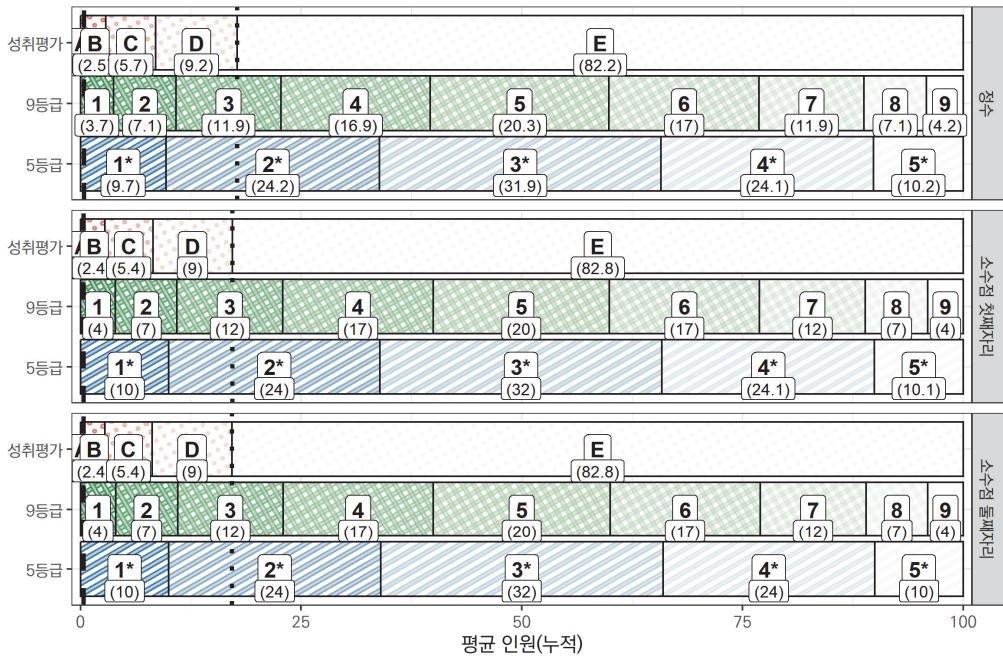 성취평가
A B C D E
(2.5 (5.7) (9.2) (82.2)
9등급
1 2 3 4 5 6 7 8 9
(3.7) (7.1) (11.9) (16.9) (20.3) (17) (11.9) (7.1) (4.2)
5등급
1* 2* 3* 4* 5*
(9.7) (24.2) (31.9) (24.1) (10.2)
정수
성취평가
A B C D E
(2.4 (5.4) (9) (82.8)
9등급
1 2 3 4 5 6 7 8 9
(4) (7) (12) (17) (20) (17) (12) (7) (4)
5등급
1* 2* 3* 4* 5*
(10) (24) (32) (24.1) (10.1)
소수점 첫째자리
성취평가
A B C D E
(2.4 (5.4) (9) (82.8)
9등급
1 2 3 4 5 6 7 8 9
(4) (7) (12) (17) (20) (17) (12) (7) (4)
5등급
1* 2* 3* 4* 5*
(10) (24) (32) (24) (10)
소수점 둘째자리
0 25 50 75 100
평균 인원(누적)